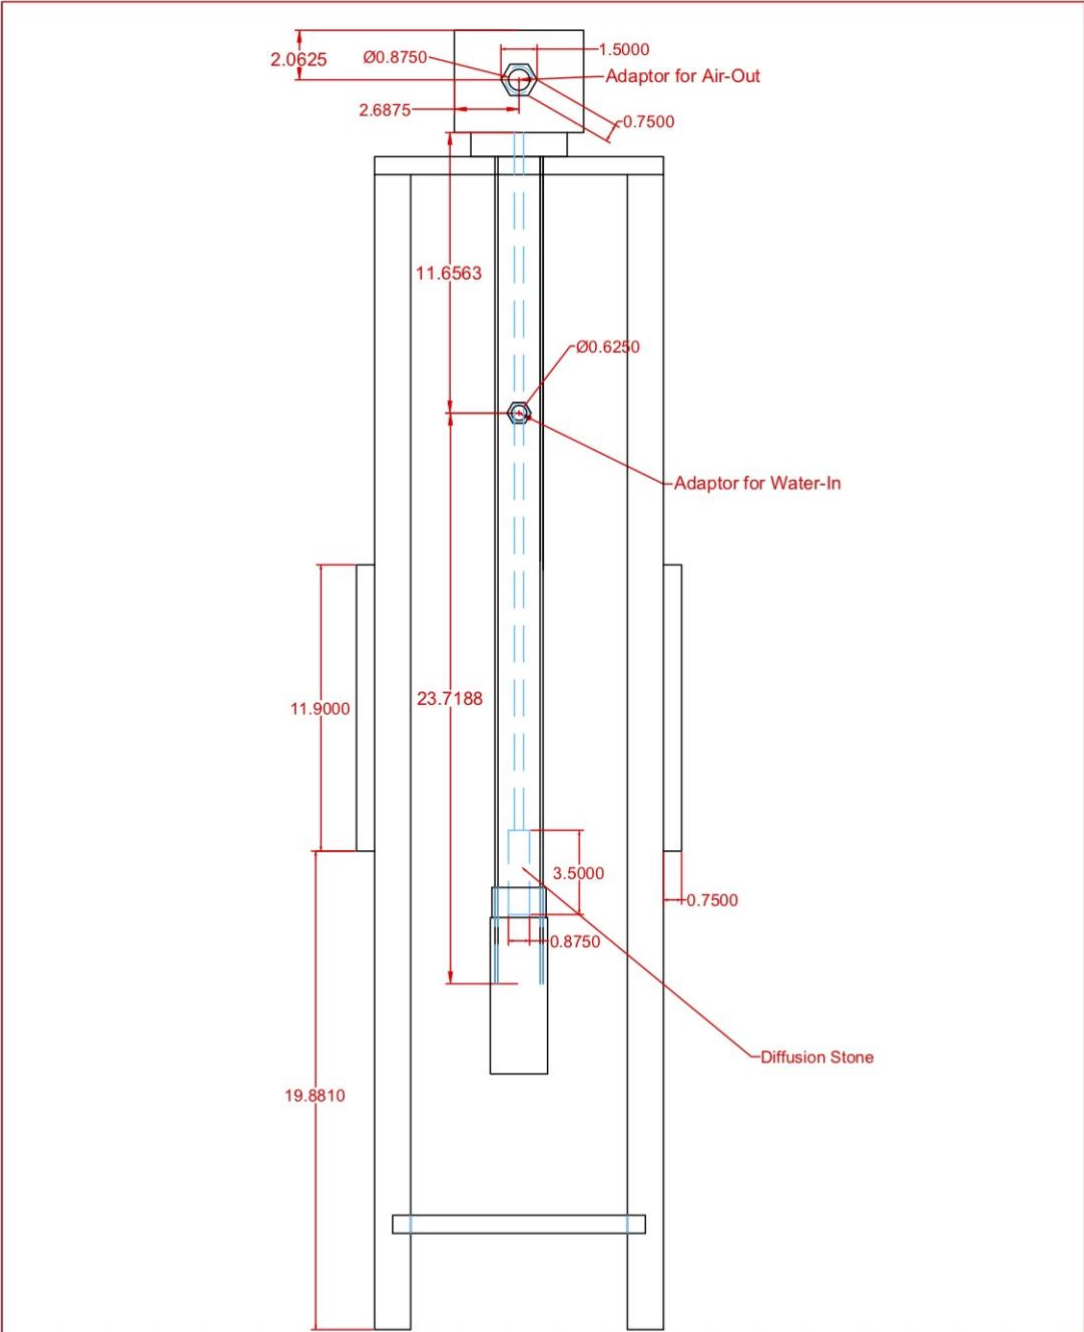 2.0625
Ø0.8750
1.5000
Adaptor for Air-Out
2.6875
0.7500
11.6563
Ø0.6250
Adaptor for Water-In
11.9000
23.7188
3.5000
0.7500
0.8750
Diffusion Stone
19.8810